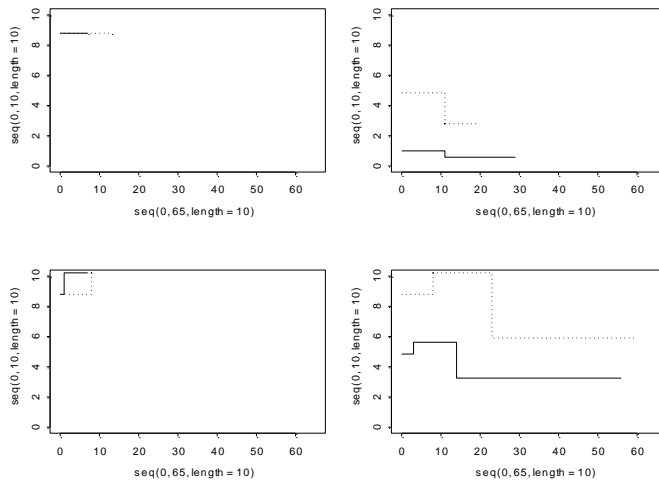 10
8
6
4
2
0
seq(0, 10, length = 10)
0 10 20 30 40 50 60
seq(0, 65, length = 10)
10
8
6
4
2
0
seq(0, 10, length = 10)
0 10 20 30 40 50 60
seq(0, 65, length = 10)
10
8
6
4
2
0
seq(0, 10, length = 10)
0 10 20 30 40 50 60
seq(0, 65, length = 10)
10
8
6
4
2
0
seq(0, 10, length = 10)
0 10 20 30 40 50 60
seq(0, 65, length = 10)